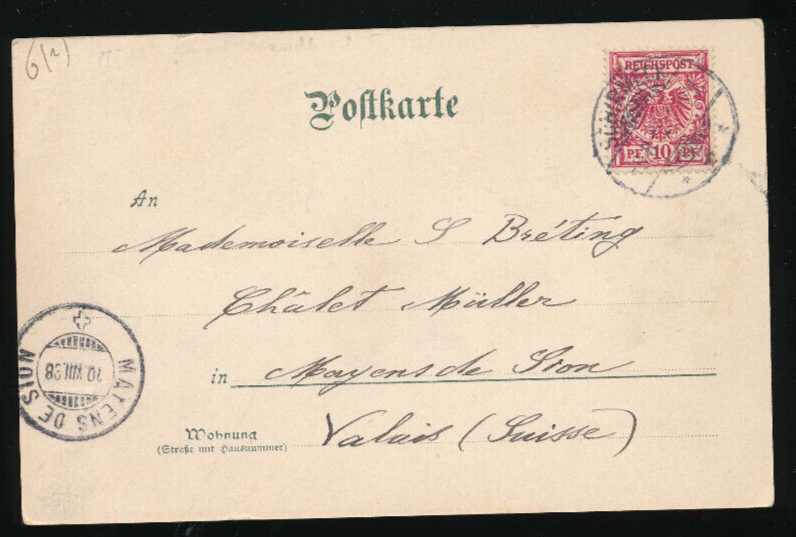 6(2)
Postkarte
REICHSPOST
PF 10 PF
An
Mademoiselle S Bréting
Châlet Müller
in Mayens de Sion
Valais (Suisse)
Wohnung
(Straße und Hausnummer)
MAYENS DE SION
10.VIII.98